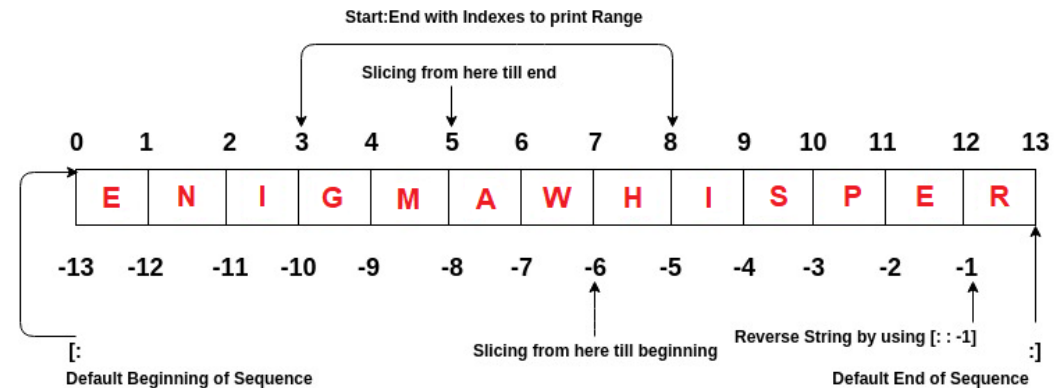 Start:End with Indexes to print Range
Slicing from here till end
0 1 2 3 4 5 6 7 8 9 10 11 12 13
E N I G M A W H I S P E R
-13 -12 -11 -10 -9 -8 -7 -6 -5 -4 -3 -2 -1
Reverse String by using [: : -1]
[: Slicing from here till beginning :]
Default Beginning of Sequence Default End of Sequence